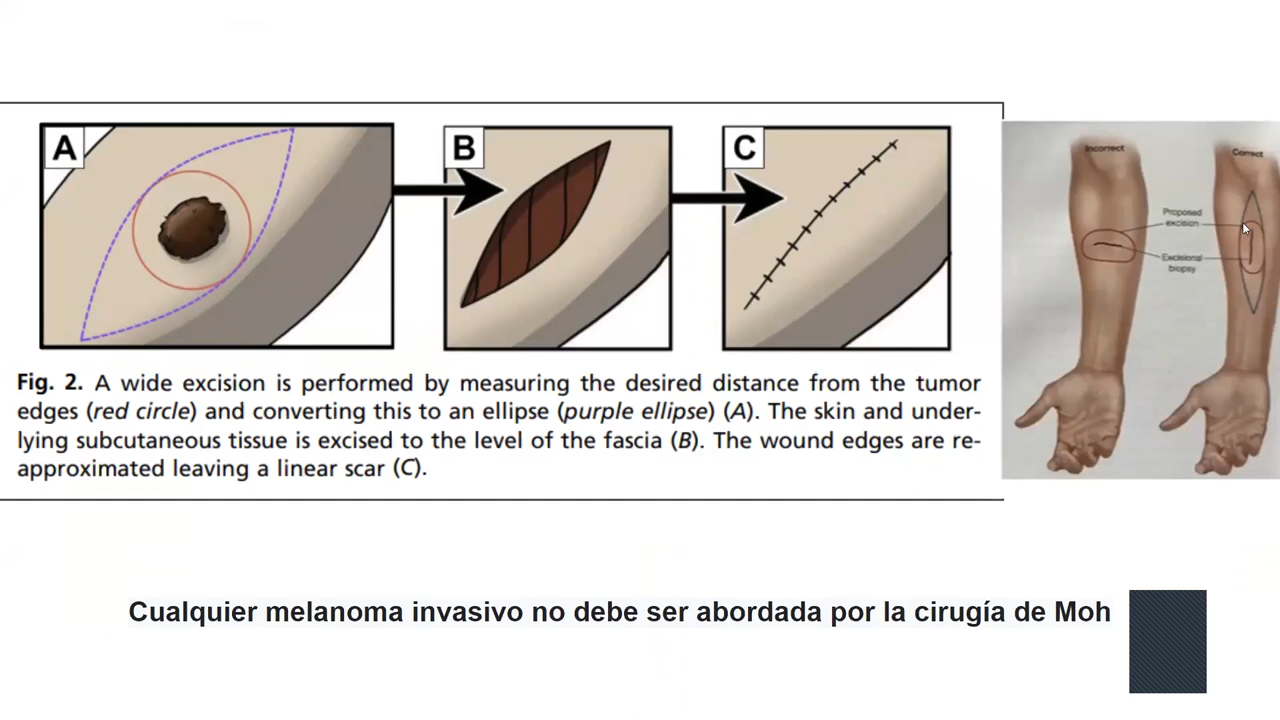 A
B
C
Fig. 2. A wide excision is performed by measuring the desired distance from the tumor
edges (red circle) and converting this to an ellipse (purple ellipse) (A). The skin and under-
lying subcutaneous tissue is excised to the level of the fascia (B). The wound edges are re-
approximated leaving a linear scar (C).
Incorrect
Correct
Proposed
excision
Excisional
biopsy
Cualquier melanoma invasivo no debe ser abordada por la cirugía de Moh